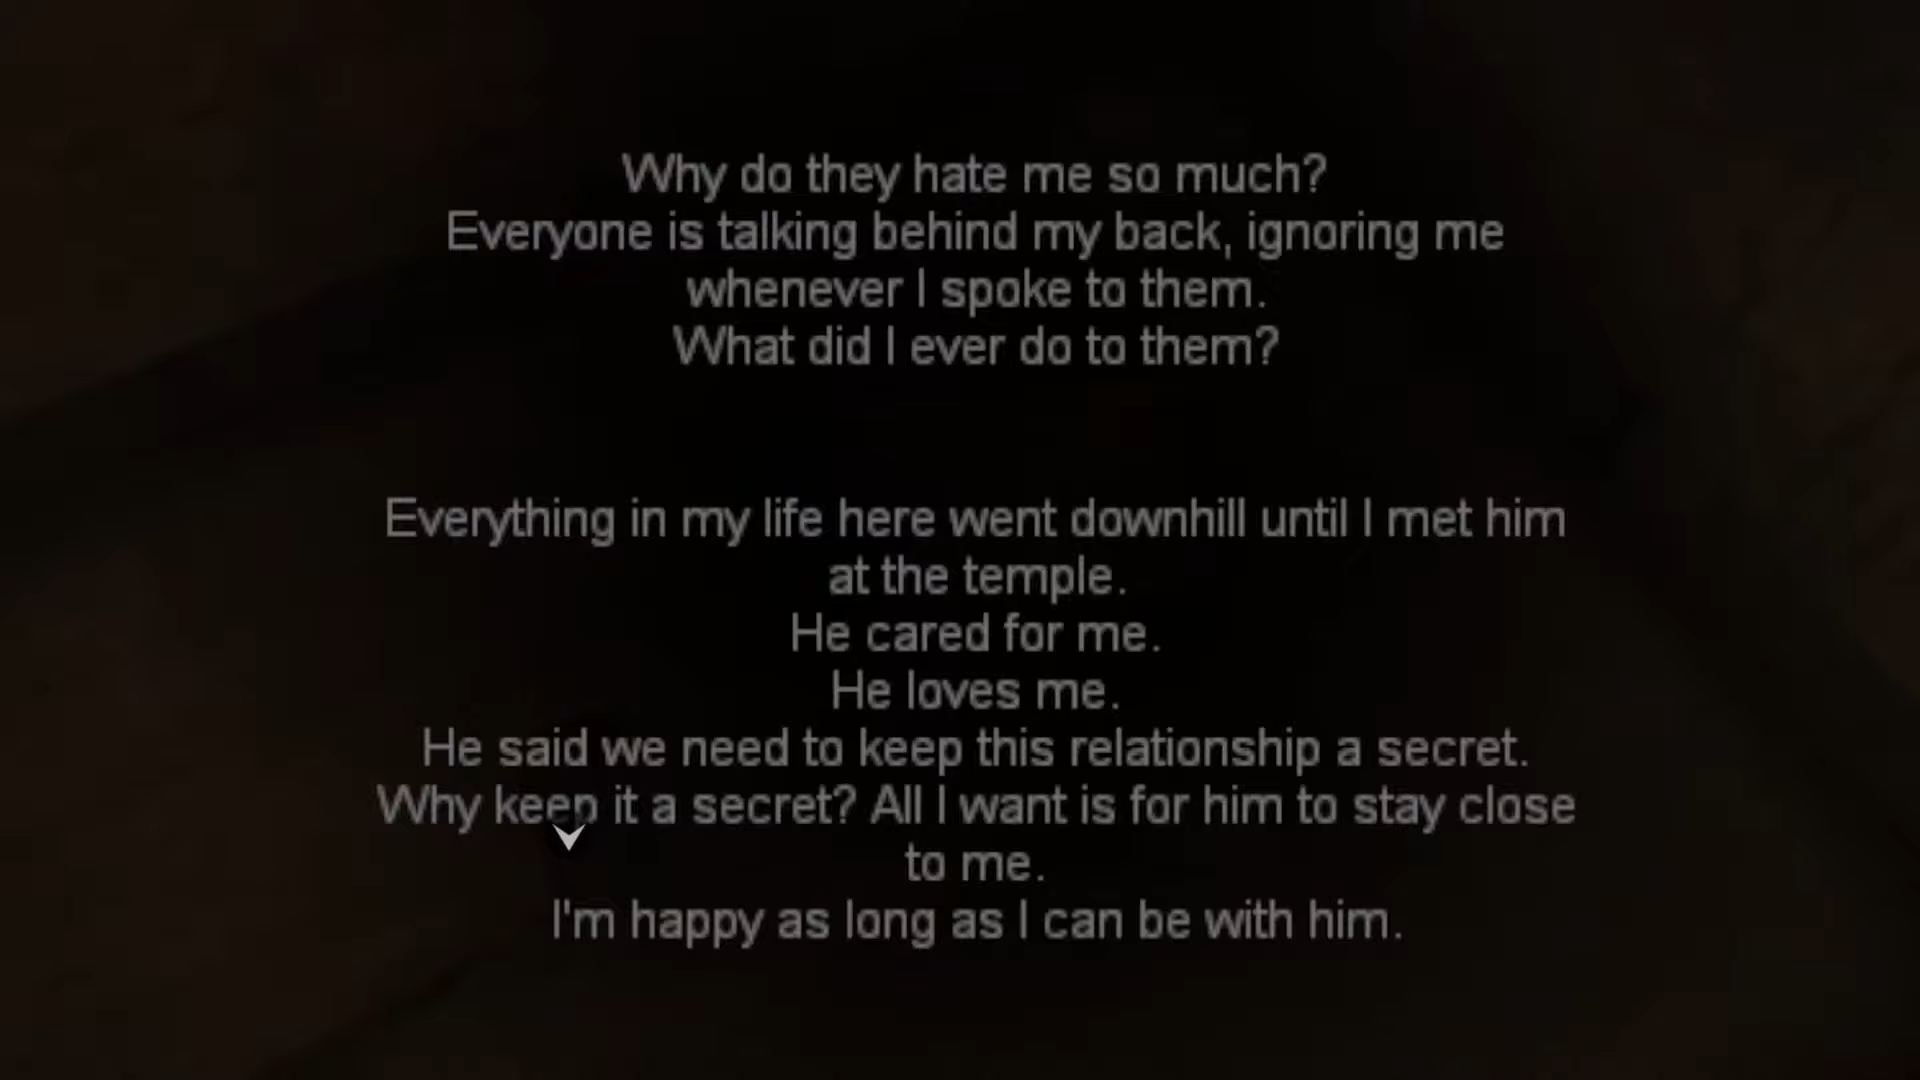 Why do they hate me so much?
Everyone is talking behind my back, ignoring me
whenever I spoke to them.
What did I ever do to them?
Everything in my life here went downhill until I met him
at the temple.
He cared for me.
He loves me.
He said we need to keep this relationship a secret.
Why keep it a secret? All I want is for him to stay close
to me.
I'm happy as long as I can be with him.